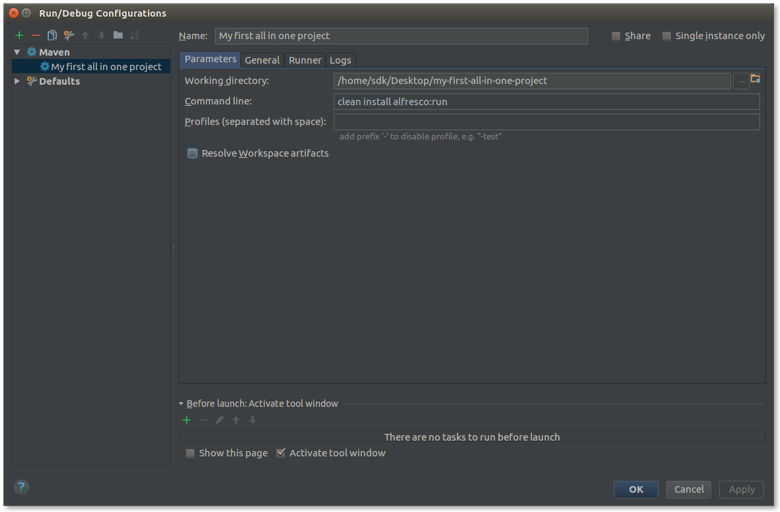 Run/Debug Configurations
Name: My first all in one project Share Single instance only
Maven
My first all in one project
Defaults
Parameters General Runner Logs
Working directory: /home/sdk/Desktop/my-first-all-in-one-project ...
Command line: clean install alfresco:run
Profiles (separated with space):
add prefix '-' to disable profile, e.g. "-test"
Resolve Workspace artifacts
Before launch: Activate tool window
There are no tasks to run before launch
Show this page Activate tool window
? OK Cancel Apply